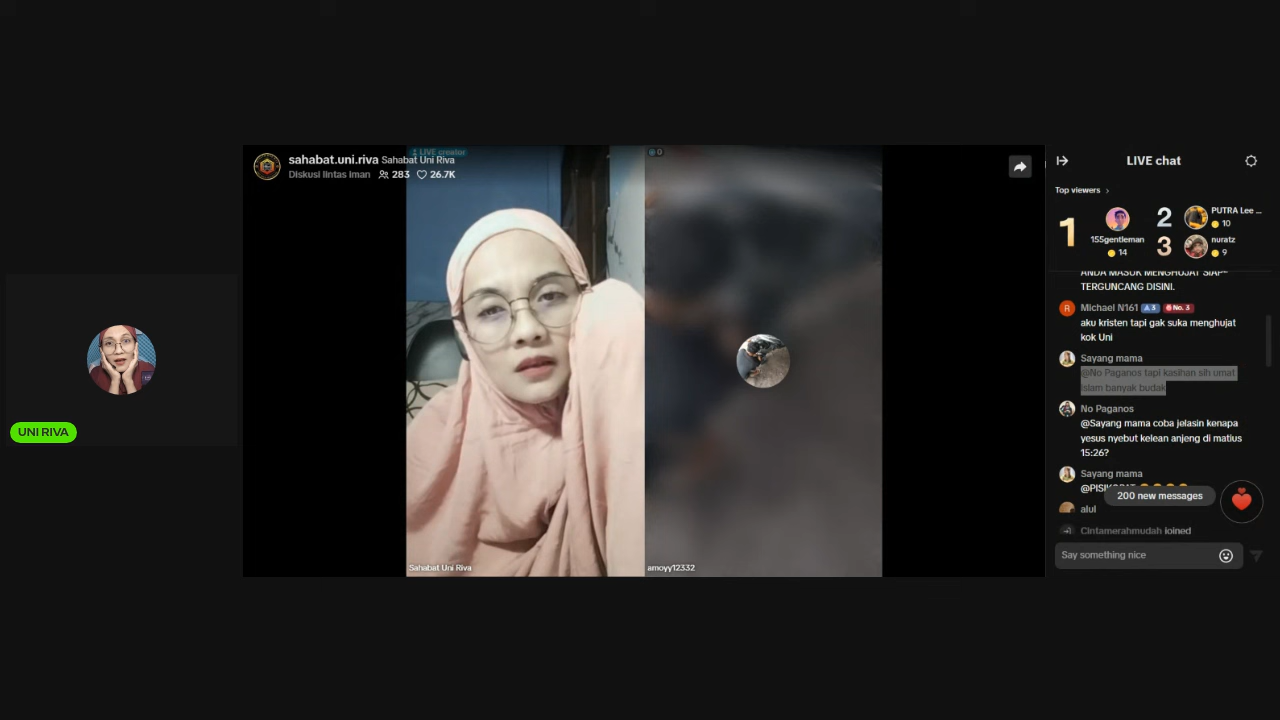 UNI RIVA
sahabat.uni.riva Sahabat Uni Riva
Diskusi lintas Iman 283 26.7K
LIVE creator
0
Sahabat Uni Riva
amoyy12332
LIVE chat
Top viewers >
1
155gentleman
14
2
PUTRA Lee ...
10
3
nuratz
9
ANDA MASUK MENGHUJAT SIAP-
TERGUNCANG DISINI.
Michael N161 3 No. 3
aku kristen tapi gak suka menghujat
kok Uni
Sayang mama
@No Paganos tapi kasihan sih umat
Islam banyak budak
No Paganos
@Sayang mama coba jelasin kenapa
yesus nyebut kelean anjeng di matius
15:26?
Sayang mama
200 new messages
alul
Cintamerahmudah joined
Say something nice